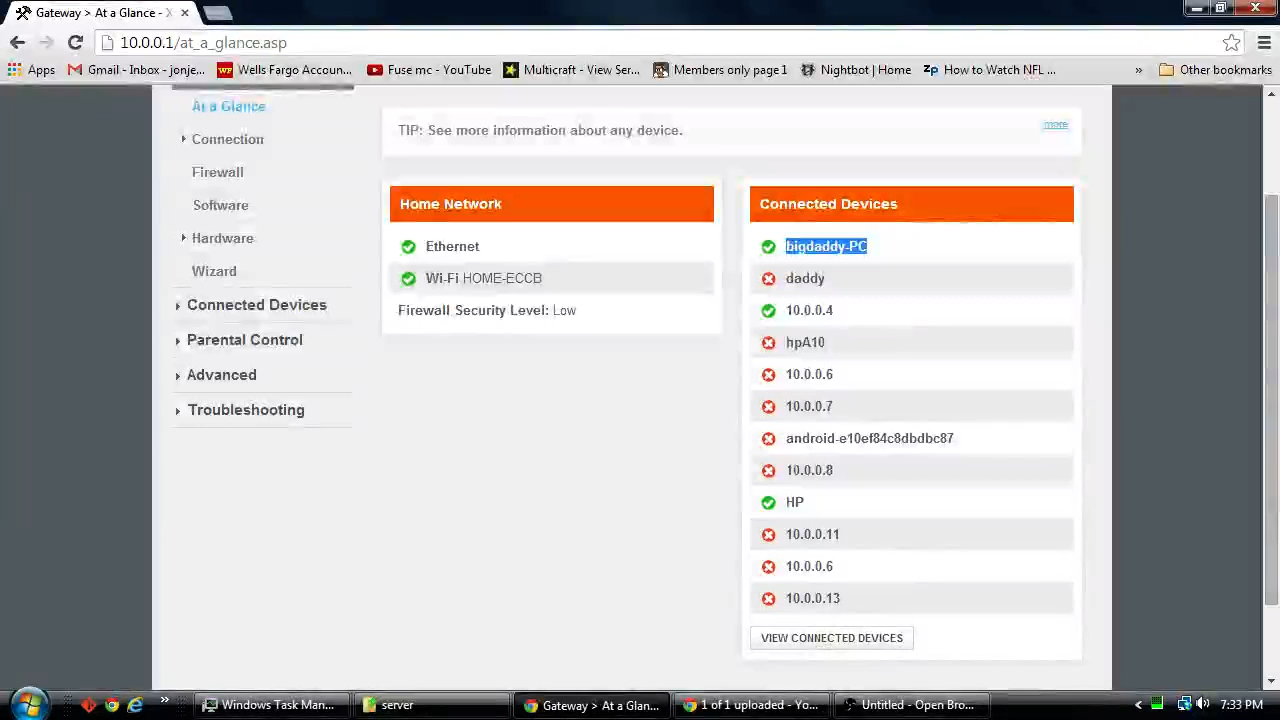 Gateway > At a Glance - X
10.0.0.1/at_a_glance.asp
Apps Gmail - Inbox - jonje... Wells Fargo Accoun... Fuse mc - YouTube Multicraft - View Ser... Members only page 1 Nightbot | Home How to Watch NFL ... » Other bookmarks
At a Glance
Connection
Firewall
Software
Hardware
Wizard
Connected Devices
Parental Control
Advanced
Troubleshooting
TIP: See more information about any device.
more
Home Network
Ethernet
Wi-Fi HOME-ECCB
Firewall Security Level: Low
Connected Devices
bigdaddy-PC
daddy
10.0.0.4
hpA10
10.0.0.6
10.0.0.7
android-e10ef84c8dbdbc87
10.0.0.8
HP
10.0.0.11
10.0.0.6
10.0.0.13
VIEW CONNECTED DEVICES
Windows Task Man... server Gateway > At a Gla... 1 of 1 uploaded - Yo... Untitled - Open Bro... 7:33 PM